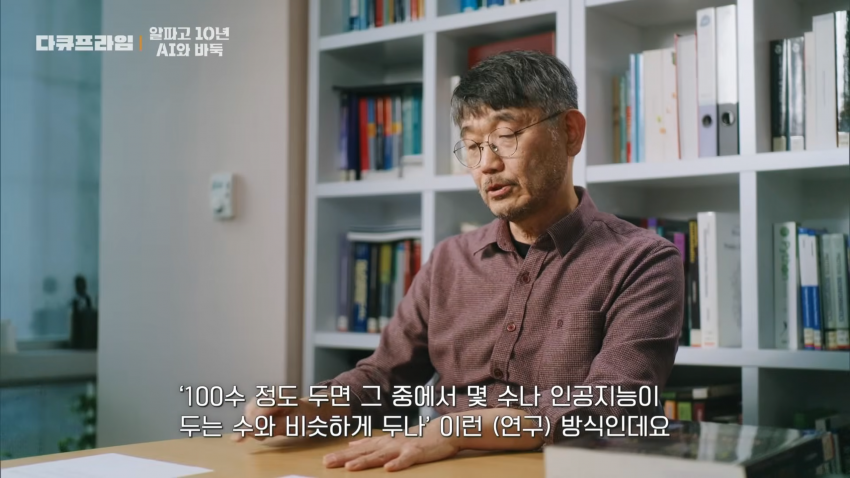 다큐프라임
알파고 10년
AI와 바둑
‘100수 정도 두면 그 중에서 몇 수나 인공지능이
두는 수와 비슷하게 두나’ 이런 (연구) 방식인데요